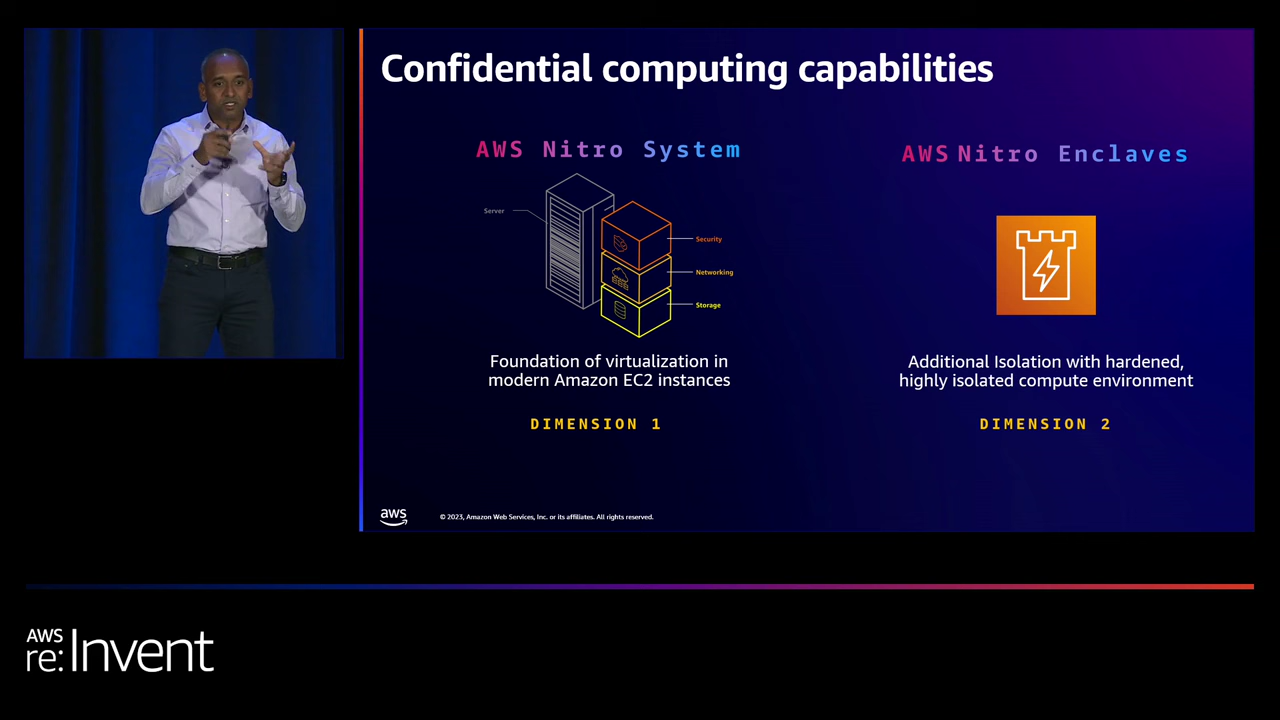 Confidential computing capabilities
AWS Nitro System
Server
Security
Networking
Storage
Foundation of virtualization in
modern Amazon EC2 instances
DIMENSION 1
AWS Nitro Enclaves
Additional Isolation with hardened,
highly isolated compute environment
DIMENSION 2
aws
© 2023, Amazon Web Services, Inc. or its affiliates. All rights reserved.
AWS
re:Invent